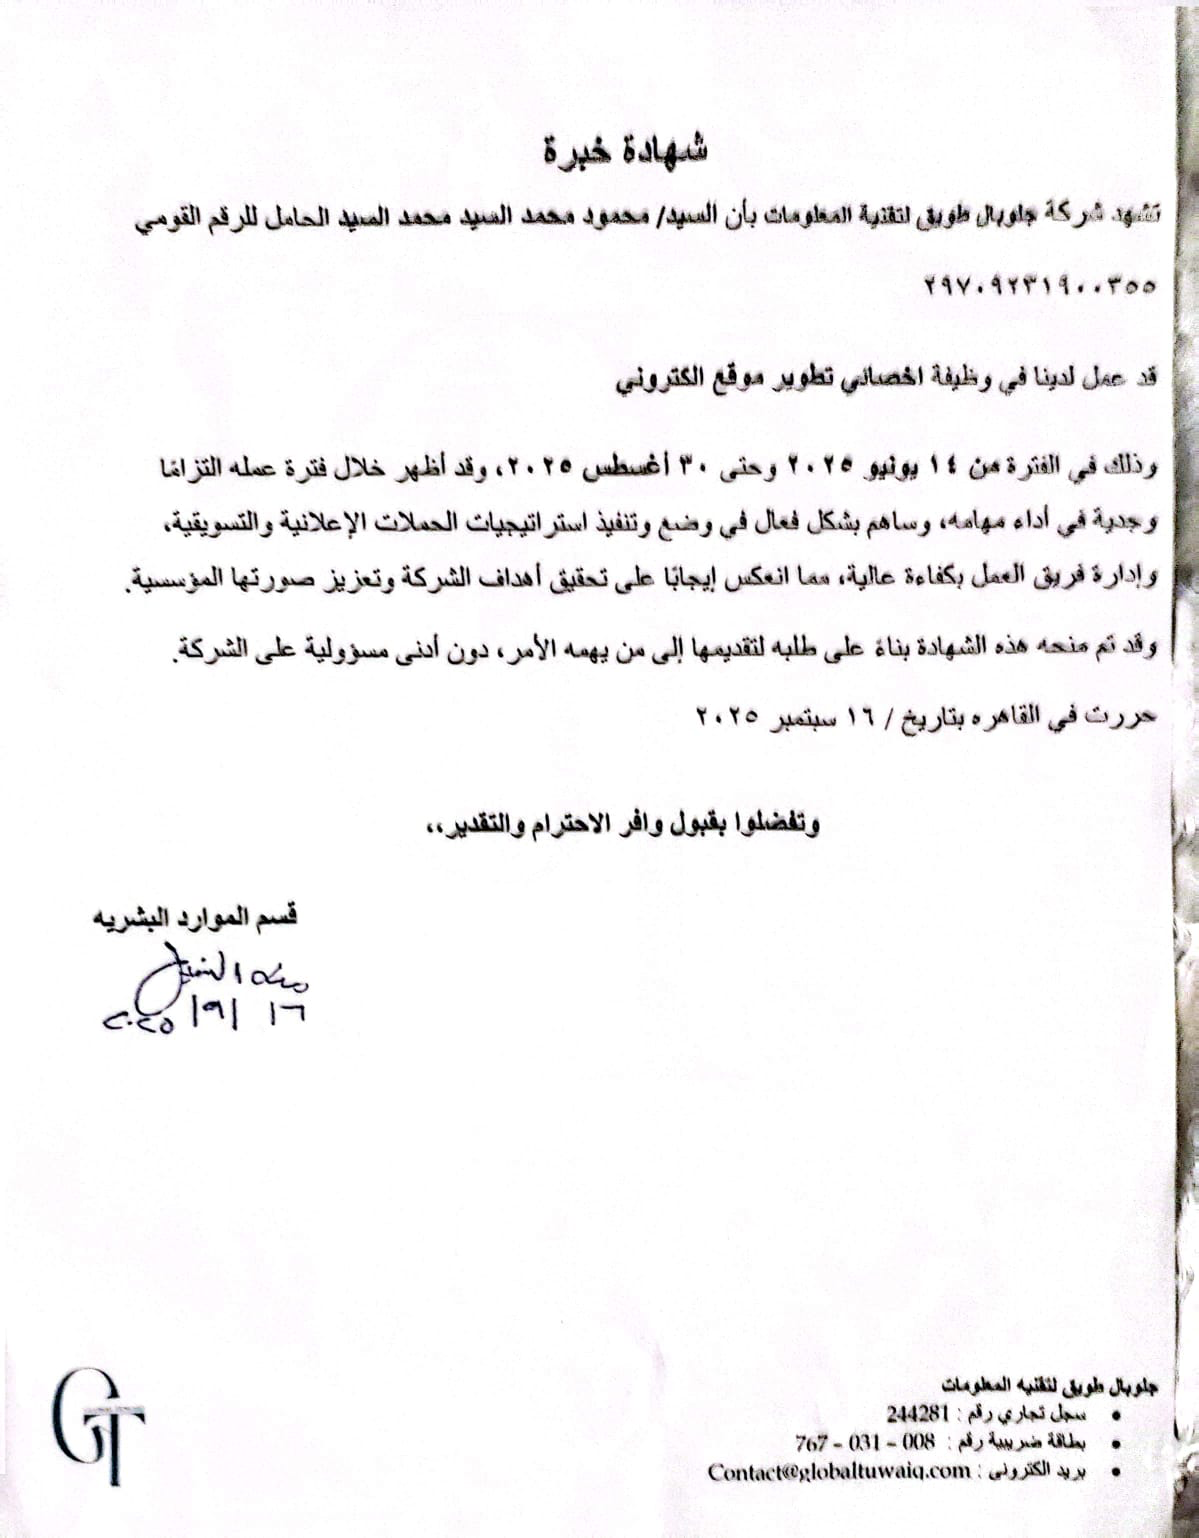 شهادة خبرة
تشهد شركة جلوبال طويق لتقنية المعلومات بأن السيد/ محمود محمد السيد محمد السيد الحامل للرقم القومي
٢٩٧٠٩٢٣١٩٠٠٣٥٥
قد عمل لدينا في وظيفة اخصائي تطوير موقع الكتروني
وذلك في الفترة من ١٤ يونيو ٢٠٢٥ وحتى ٣٠ أغسطس ٢٠٢٥، وقد أظهر خلال فترة عمله التزامًا
وجدية في أداء مهامه، وساهم بشكل فعال في وضع وتنفيذ استراتيجيات الحملات الإعلانية والتسويقية،
وإدارة فريق العمل بكفاءة عالية، مما انعكس إيجابًا على تحقيق أهداف الشركة وتعزيز صورتها المؤسسية.
وقد تم منحه هذه الشهادة بناءً على طلبه لتقديمها إلى من يهمه الأمر، دون أدنى مسؤولية على الشركة.
حررت في القاهره بتاريخ / ١٦ سبتمبر ٢٠٢٥
وتفضلوا بقبول وافر الاحترام والتقدير،،
قسم الموارد البشريه
١٦ /٩/ ٢٠٢٥
جلوبال طويق لتقنيه المعلومات
• سجل تجاري رقم : 244281
• بطاقة ضريبية رقم : 008 - 031 - 767
• بريد الكتروني : Contact@globaltuwaiq.com
GT